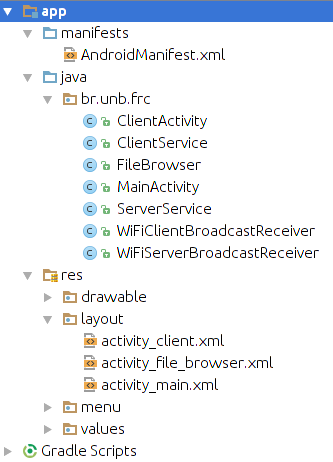 app
manifests
AndroidManifest.xml
java
br.unb.frc
ClientActivity
ClientService
FileBrowser
MainActivity
ServerService
WiFiClientBroadcastReceiver
WiFiServerBroadcastReceiver
res
drawable
layout
activity_client.xml
activity_file_browser.xml
activity_main.xml
menu
values
Gradle Scripts